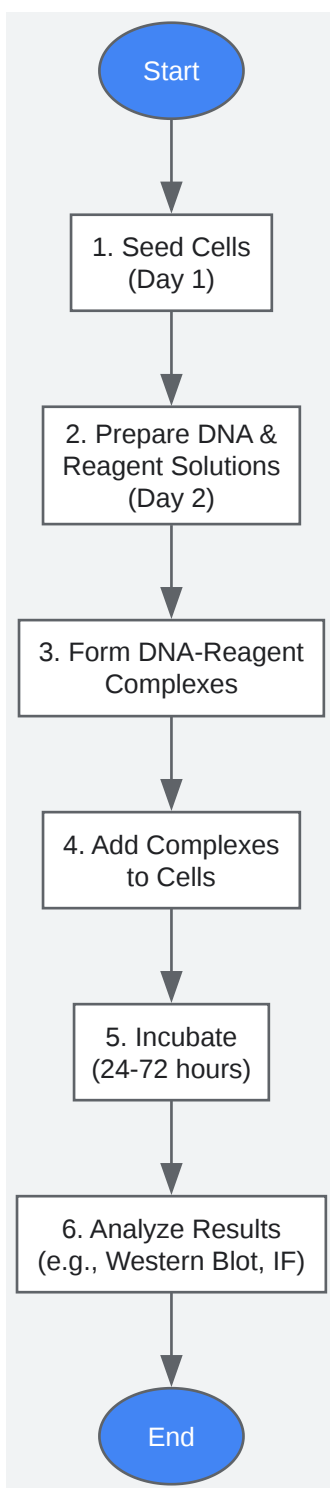 Start
1. Seed Cells
(Day 1)
2. Prepare DNA &
Reagent Solutions
(Day 2)
3. Form DNA-Reagent
Complexes
4. Add Complexes
to Cells
5. Incubate
(24-72 hours)
6. Analyze Results
(e.g., Western Blot, IF)
End